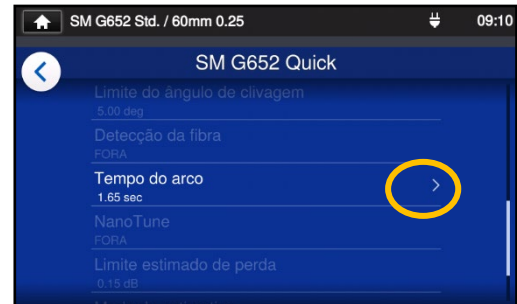 SM G652 Std. / 60mm 0.25 09:10
SM G652 Quick
Limite do ângulo de clivagem
5.00 deg
Detecção da fibra
FORA
Tempo do arco
1.65 sec
NanoTune
FORA
Limite estimado de perda
0.15 dB